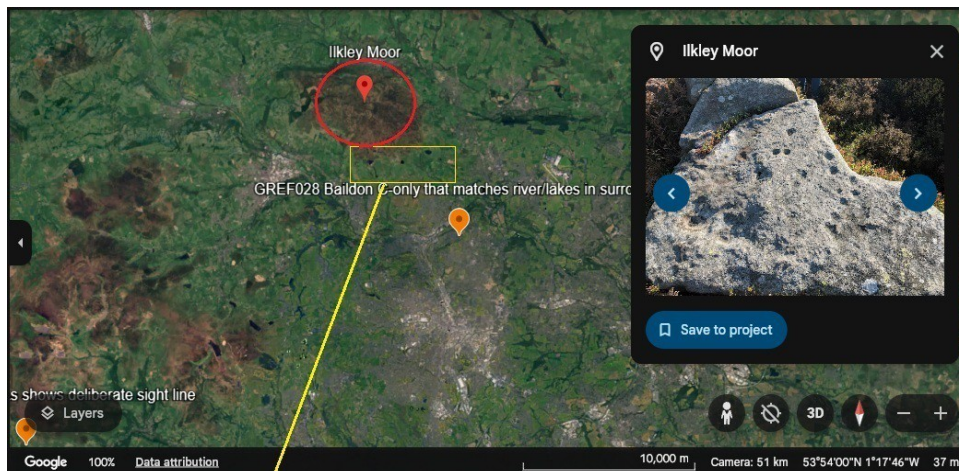 Ilkley Moor
GREF028 Baildon C-only that matches river/lakes in surro
s shows deliberate sight line
Layers
Ilkley Moor
Save to project
3D
Google 100% Data attribution 10,000 m Camera: 51 km 53°54'00"N 1°17'46"W 37 m